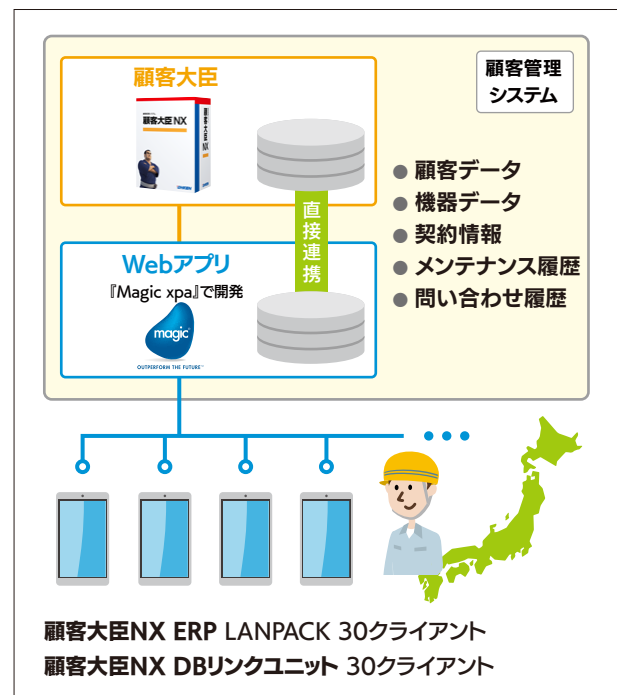 顧客管理
システム
顧客大臣
顧客大臣 NX
直接連携
● 顧客データ
● 機器データ
● 契約情報
● メンテナンス履歴
● 問い合わせ履歴
Webアプリ
『Magic xpa』で開発
magic
OUTPERFORM THE FUTURE™
顧客大臣NX ERP LANPACK 30クライアント
顧客大臣NX DBリンクユニット 30クライアント